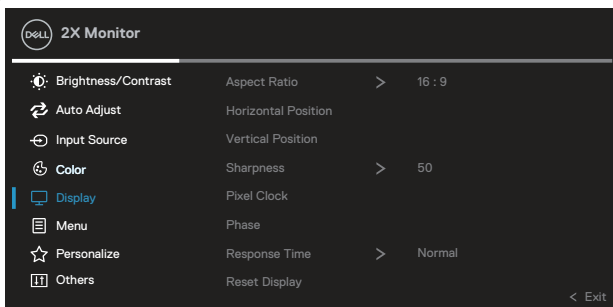 DELL 2X Monitor
Brightness/Contrast Aspect Ratio > 16 : 9
Auto Adjust Horizontal Position
Input Source Vertical Position
Color Sharpness > 50
Display Pixel Clock
Menu Phase
Personalize Response Time > Normal
Others Reset Display
< Exit